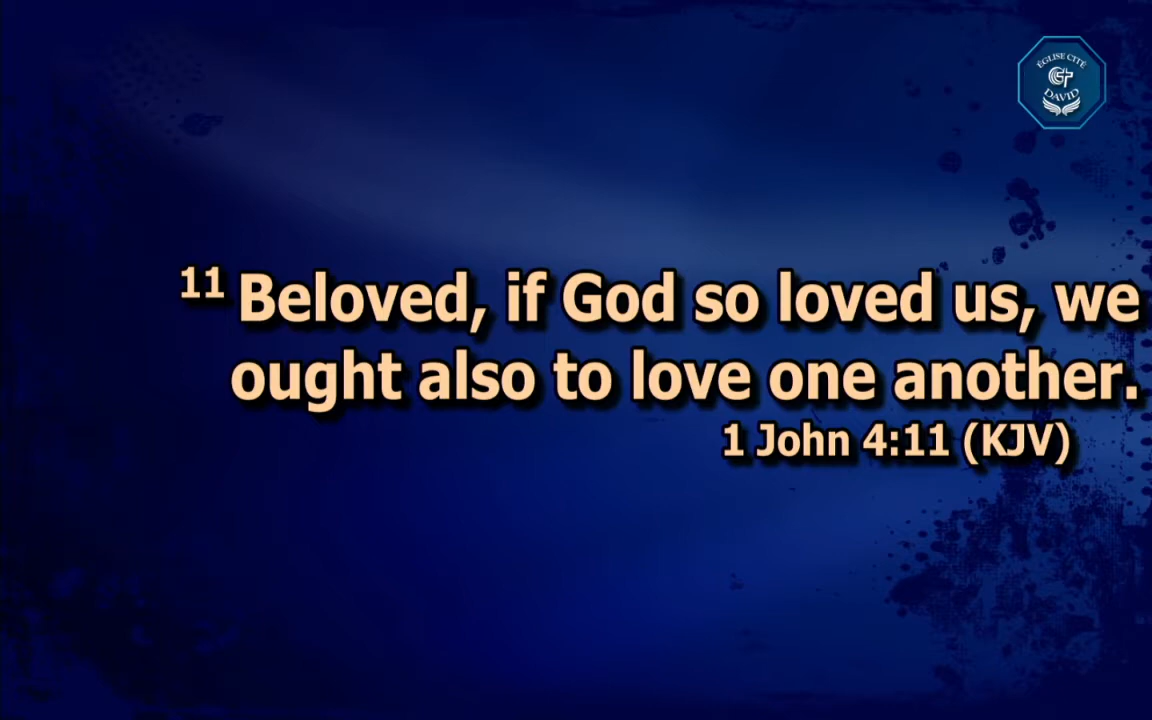 ÉGLISE CITÉ
DAVID
11 Beloved, if God so loved us, we
ought also to love one another.
1 John 4:11 (KJV)